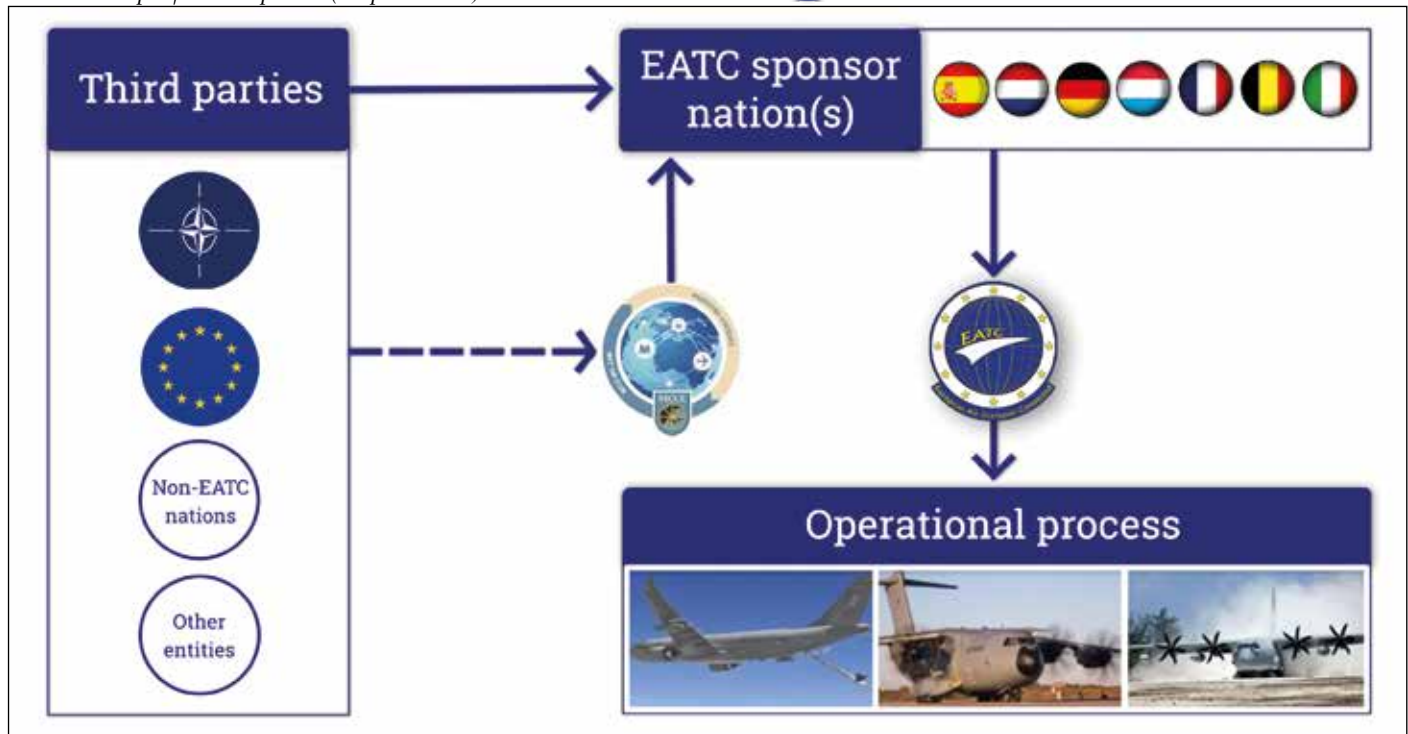 Third parties
EATC sponsor
nation(s)
EATC
Non-EATC
nations
Operational process
Other
entities